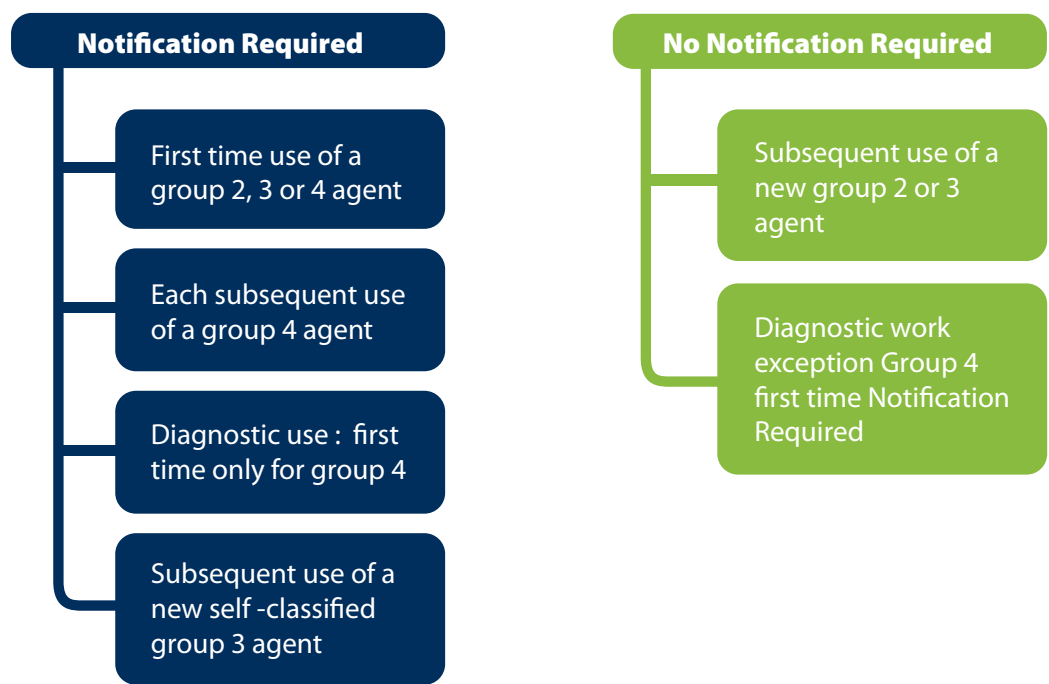 Notification Required
First time use of a
group 2, 3 or 4 agent
Each subsequent use
of a group 4 agent
Diagnostic use : first
time only for group 4
Subsequent use of a
new self -classified
group 3 agent
No Notification Required
Subsequent use of a
new group 2 or 3
agent
Diagnostic work
exception Group 4
first time Notification
Required